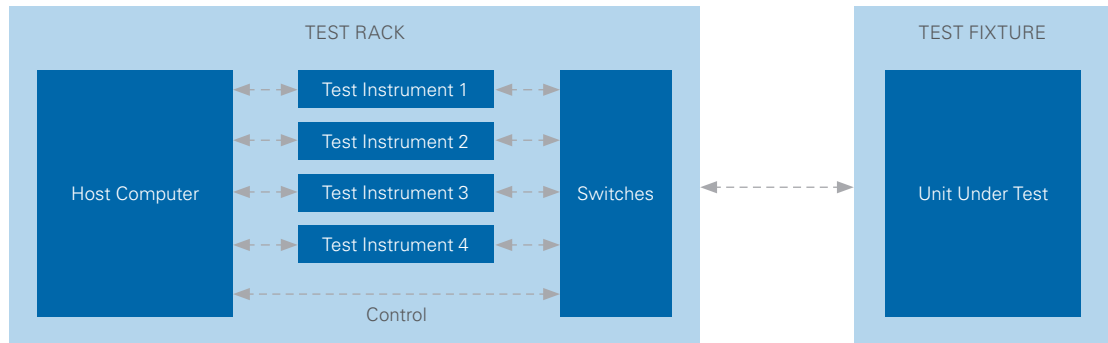 TEST RACK
TEST FIXTURE
Host Computer
Test Instrument 1
Test Instrument 2
Test Instrument 3
Test Instrument 4
Control
Switches
Unit Under Test